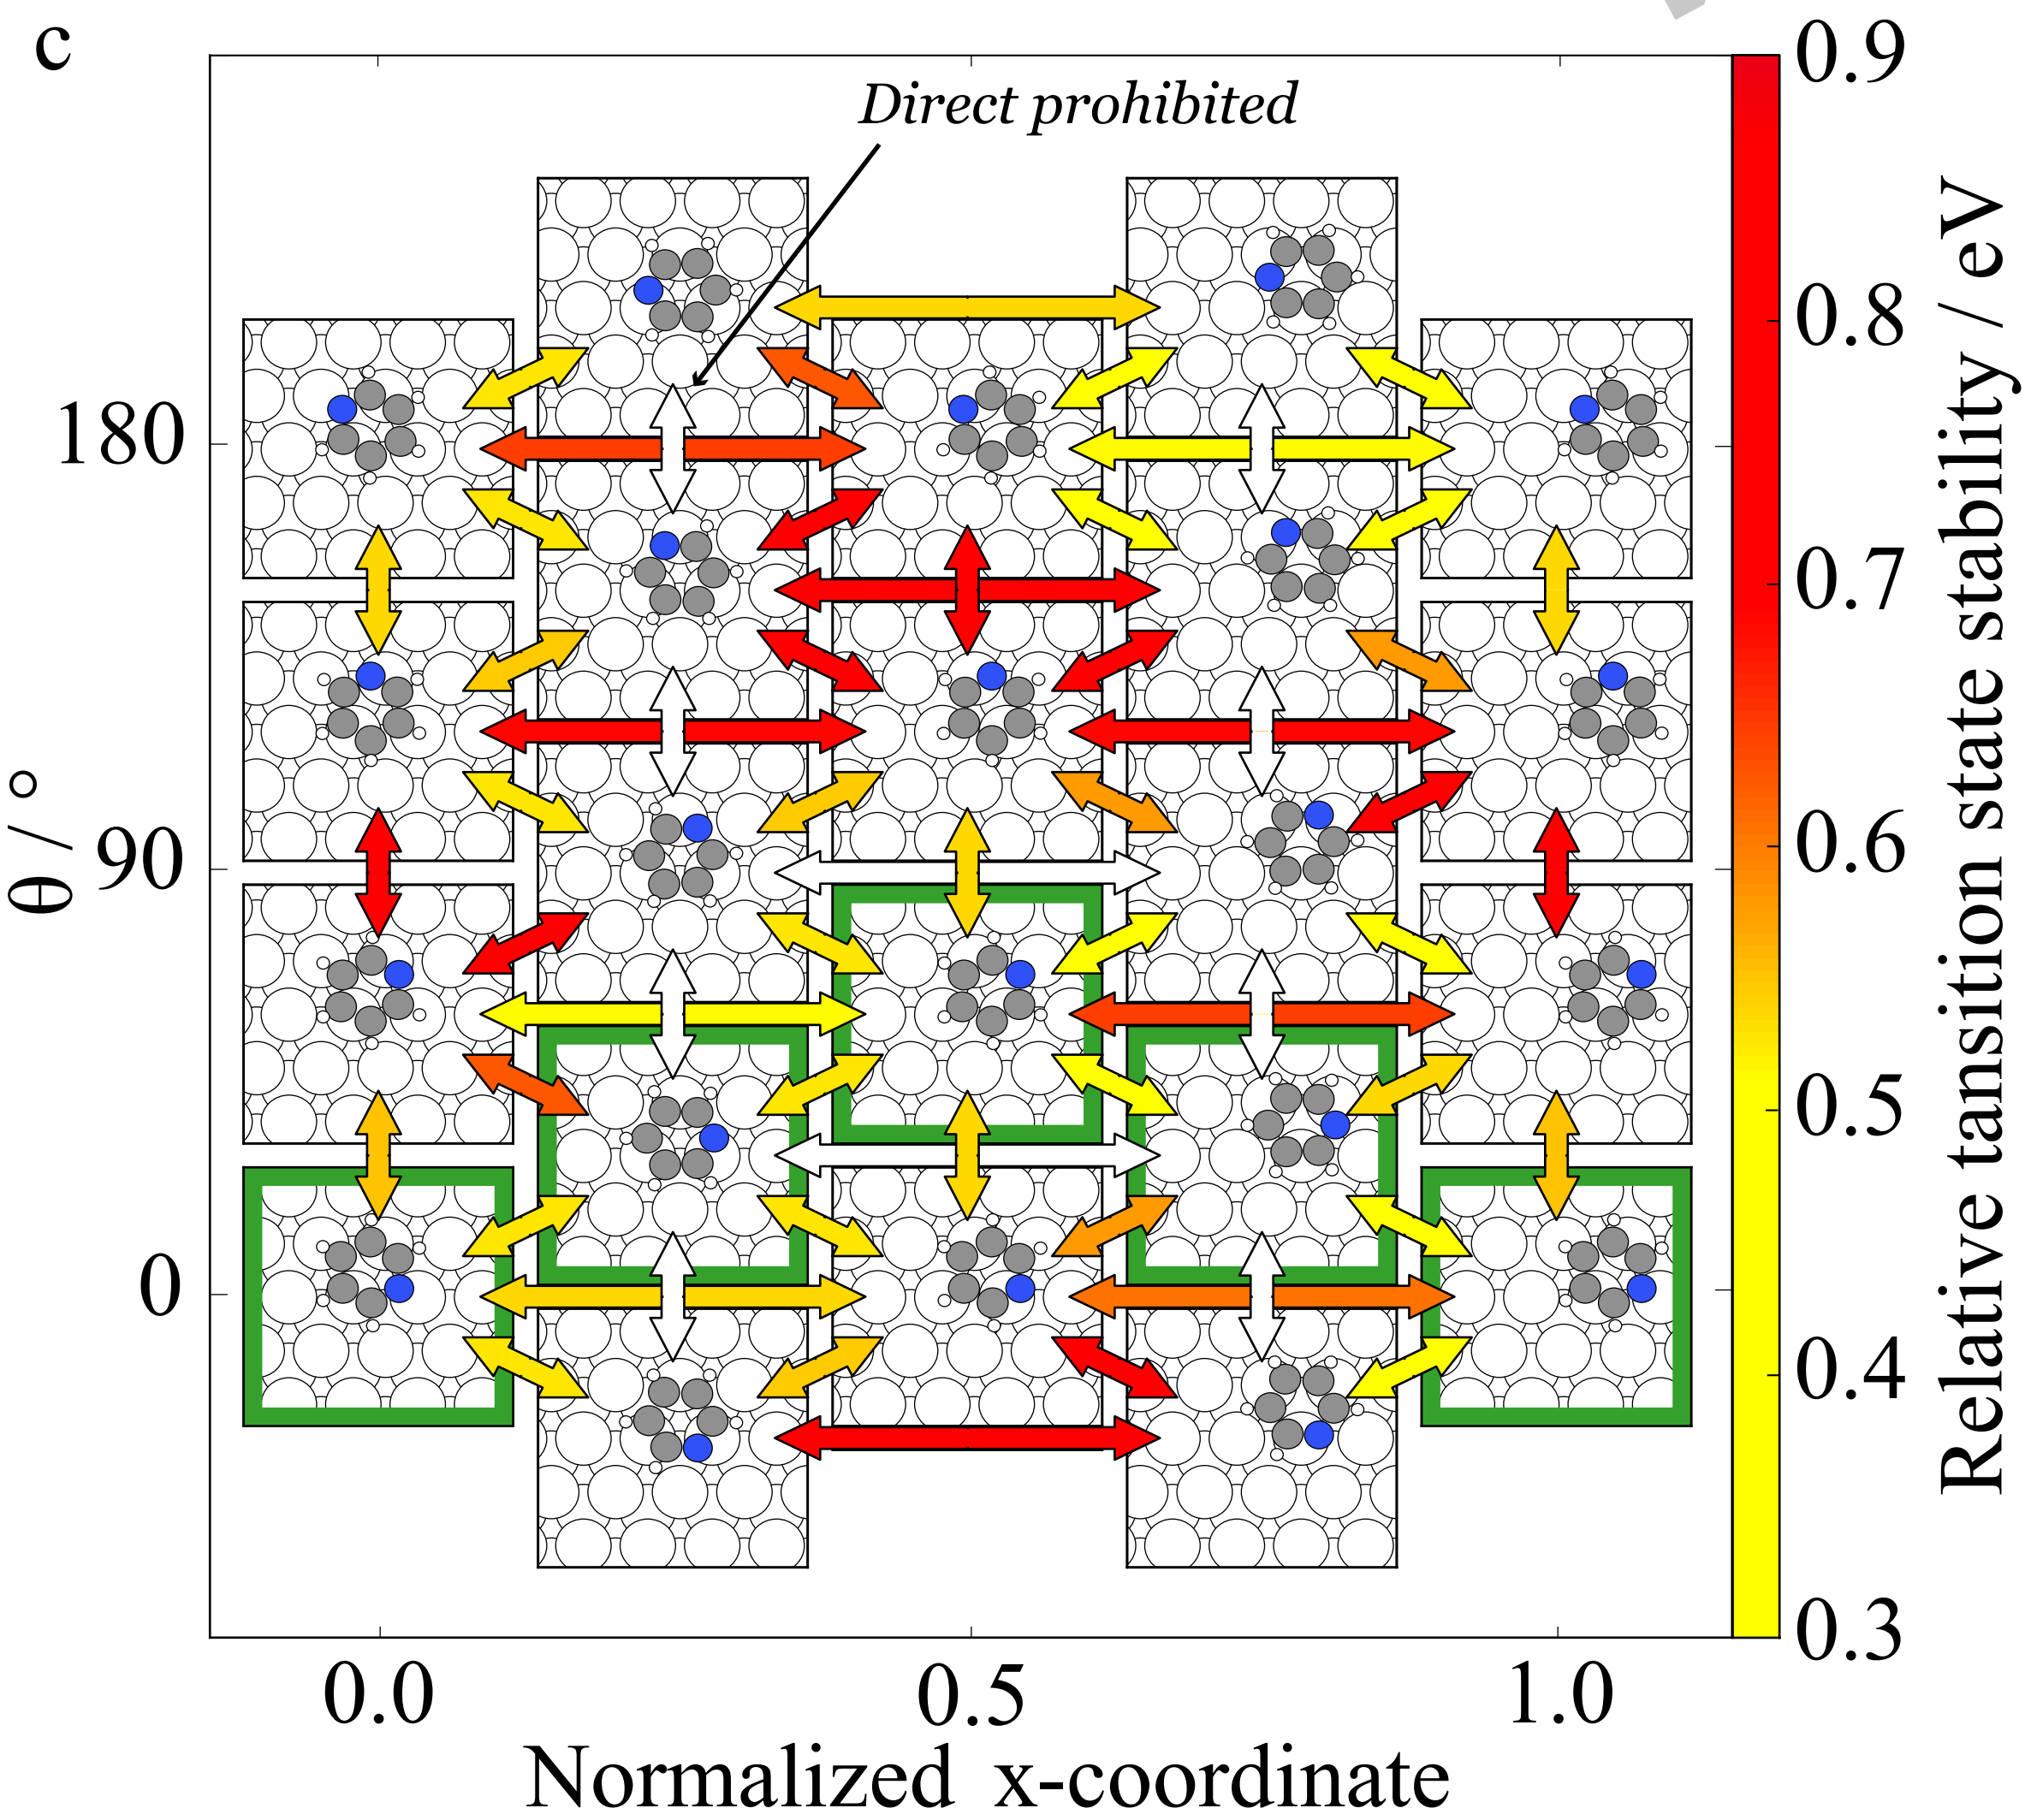 c
Direct prohibited
180
90
0
θ / °
0.0
0.5
1.0
Normalized x-coordinate
0.9
0.8
0.7
0.6
0.5
0.4
0.3
Relative tansition state stability / eV